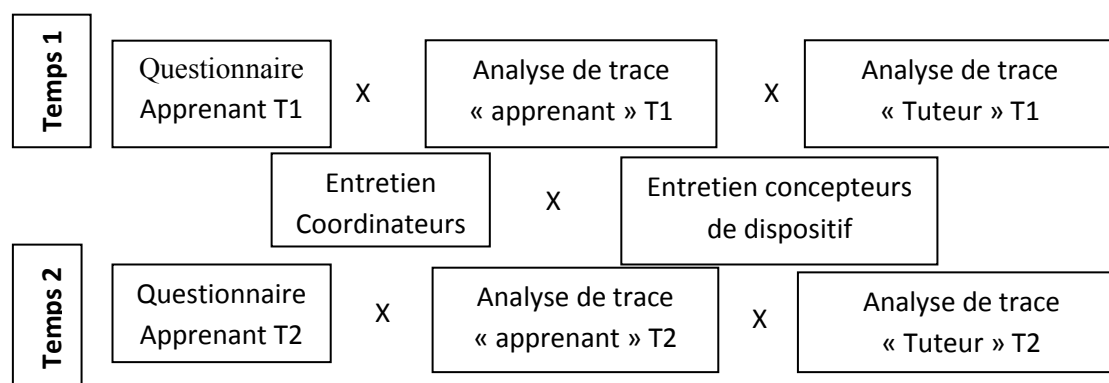 Temps 1
Questionnaire
Apprenant T1
X
Analyse de trace
« apprenant » T1
X
Analyse de trace
« Tuteur » T1
Entretien
Coordinateurs
X
Entretien concepteurs
de dispositif
Temps 2
Questionnaire
Apprenant T2
X
Analyse de trace
« apprenant » T2
X
Analyse de trace
« Tuteur » T2